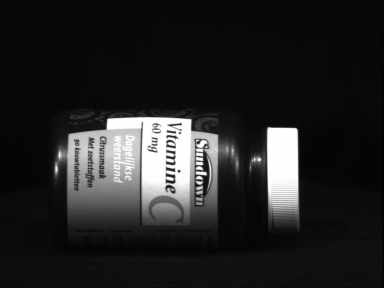 Sundown
Vitamine C
60 mg
Dagelijkse
weerstand
Citrussmaak
Met zoetstoffen
90 kauwtabletten